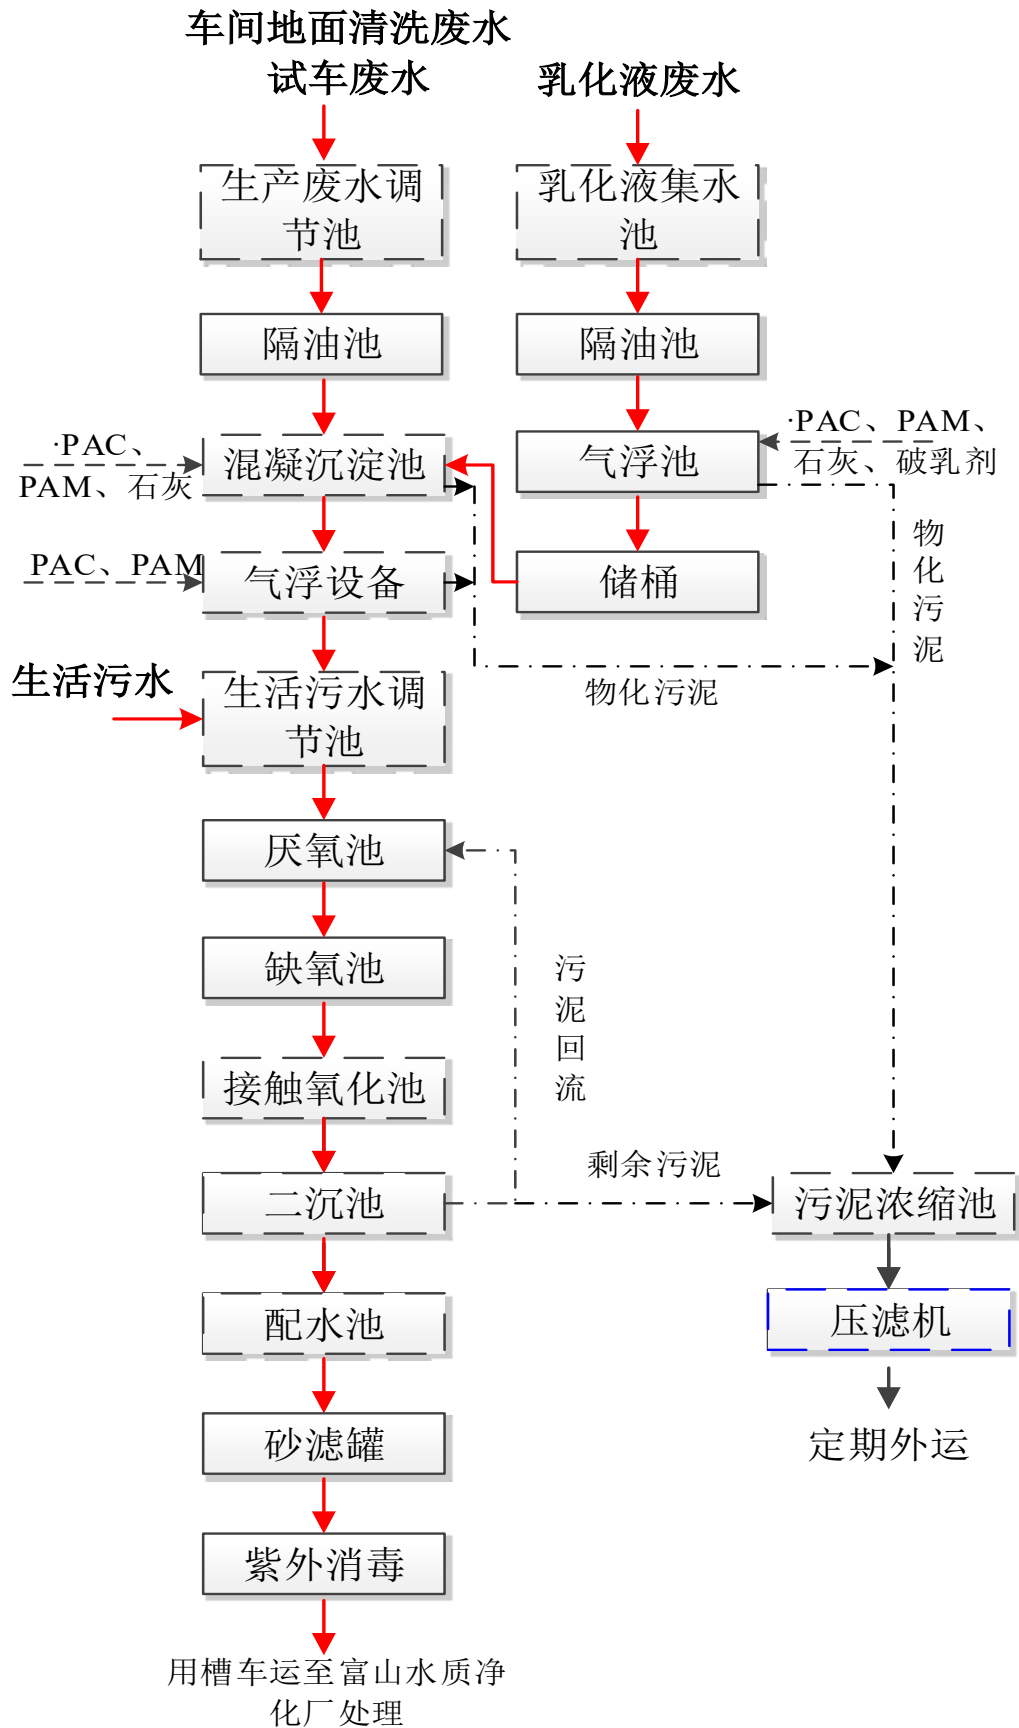 车间地面清洗废水
试车废水
乳化液废水
生产废水调
节池
乳化液集水
池
隔油池
隔油池
·PAC、
PAM、石灰
混凝沉淀池
气浮池
·PAC、PAM、
石灰、破乳剂
PAC、PAM
气浮设备
储桶
物
化
污
泥
生活污水
生活污水调
节池
物化污泥
厌氧池
缺氧池
污
泥
回
流
接触氧化池
剩余污泥
二沉池
污泥浓缩池
配水池
压滤机
砂滤罐
定期外运
紫外消毒
用槽车运至富山水质净
化厂处理